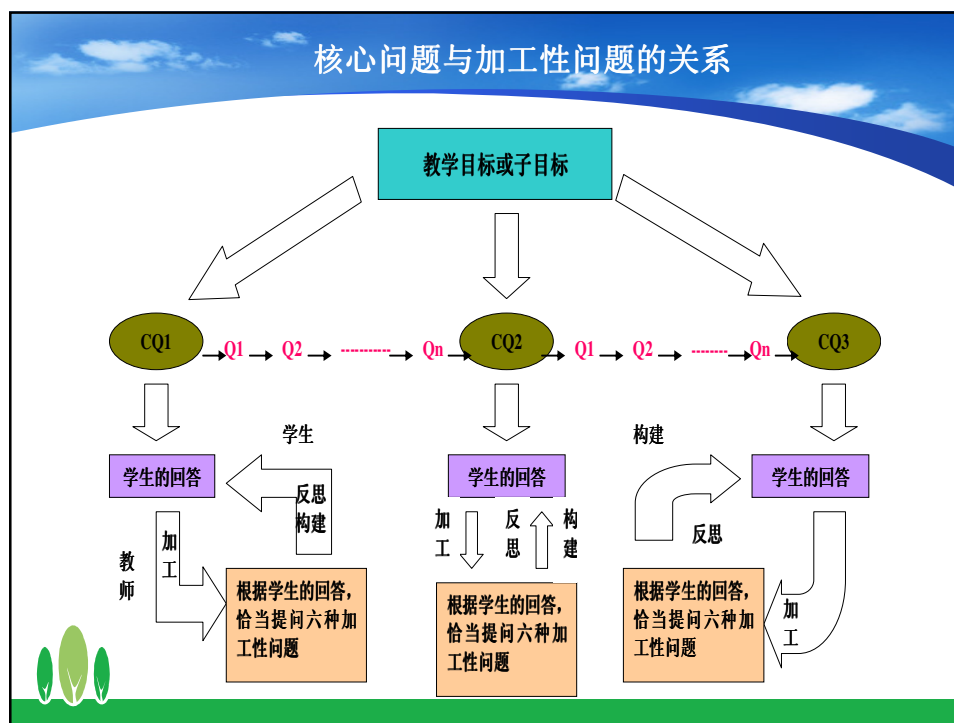 核心问题与加工性问题的关系
教学目标或子目标
CQ1
Q1
Q2
----------
Qn
CQ2
Q1
Q2
--------
Qn
CQ3
学生
构建
学生的回答
学生的回答
学生的回答
反思
构建
加
工
反
思
构
建
反思
教
师
加
工
根据学生的回答，
恰当提问六种加
工性问题
根据学生的回答，
恰当提问六种加
工性问题
根据学生的回答，
恰当提问六种加
工性问题
加
工